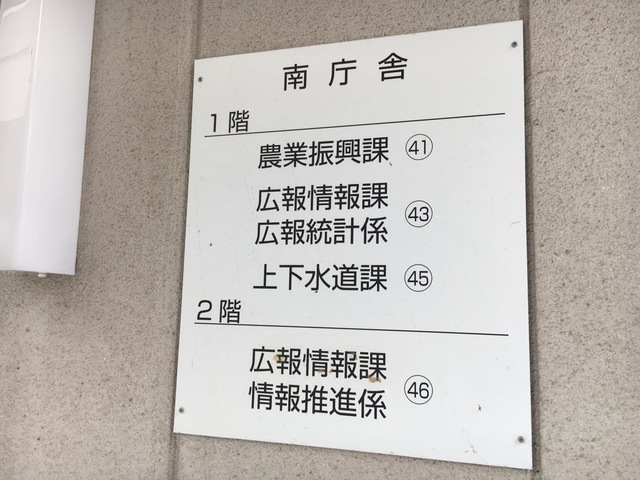 南庁舎
1階
農業振興課 ㊶
広報情報課
広報統計係 ㊸
上下水道課 ㊺
2階
広報情報課
情報推進係 ㊻